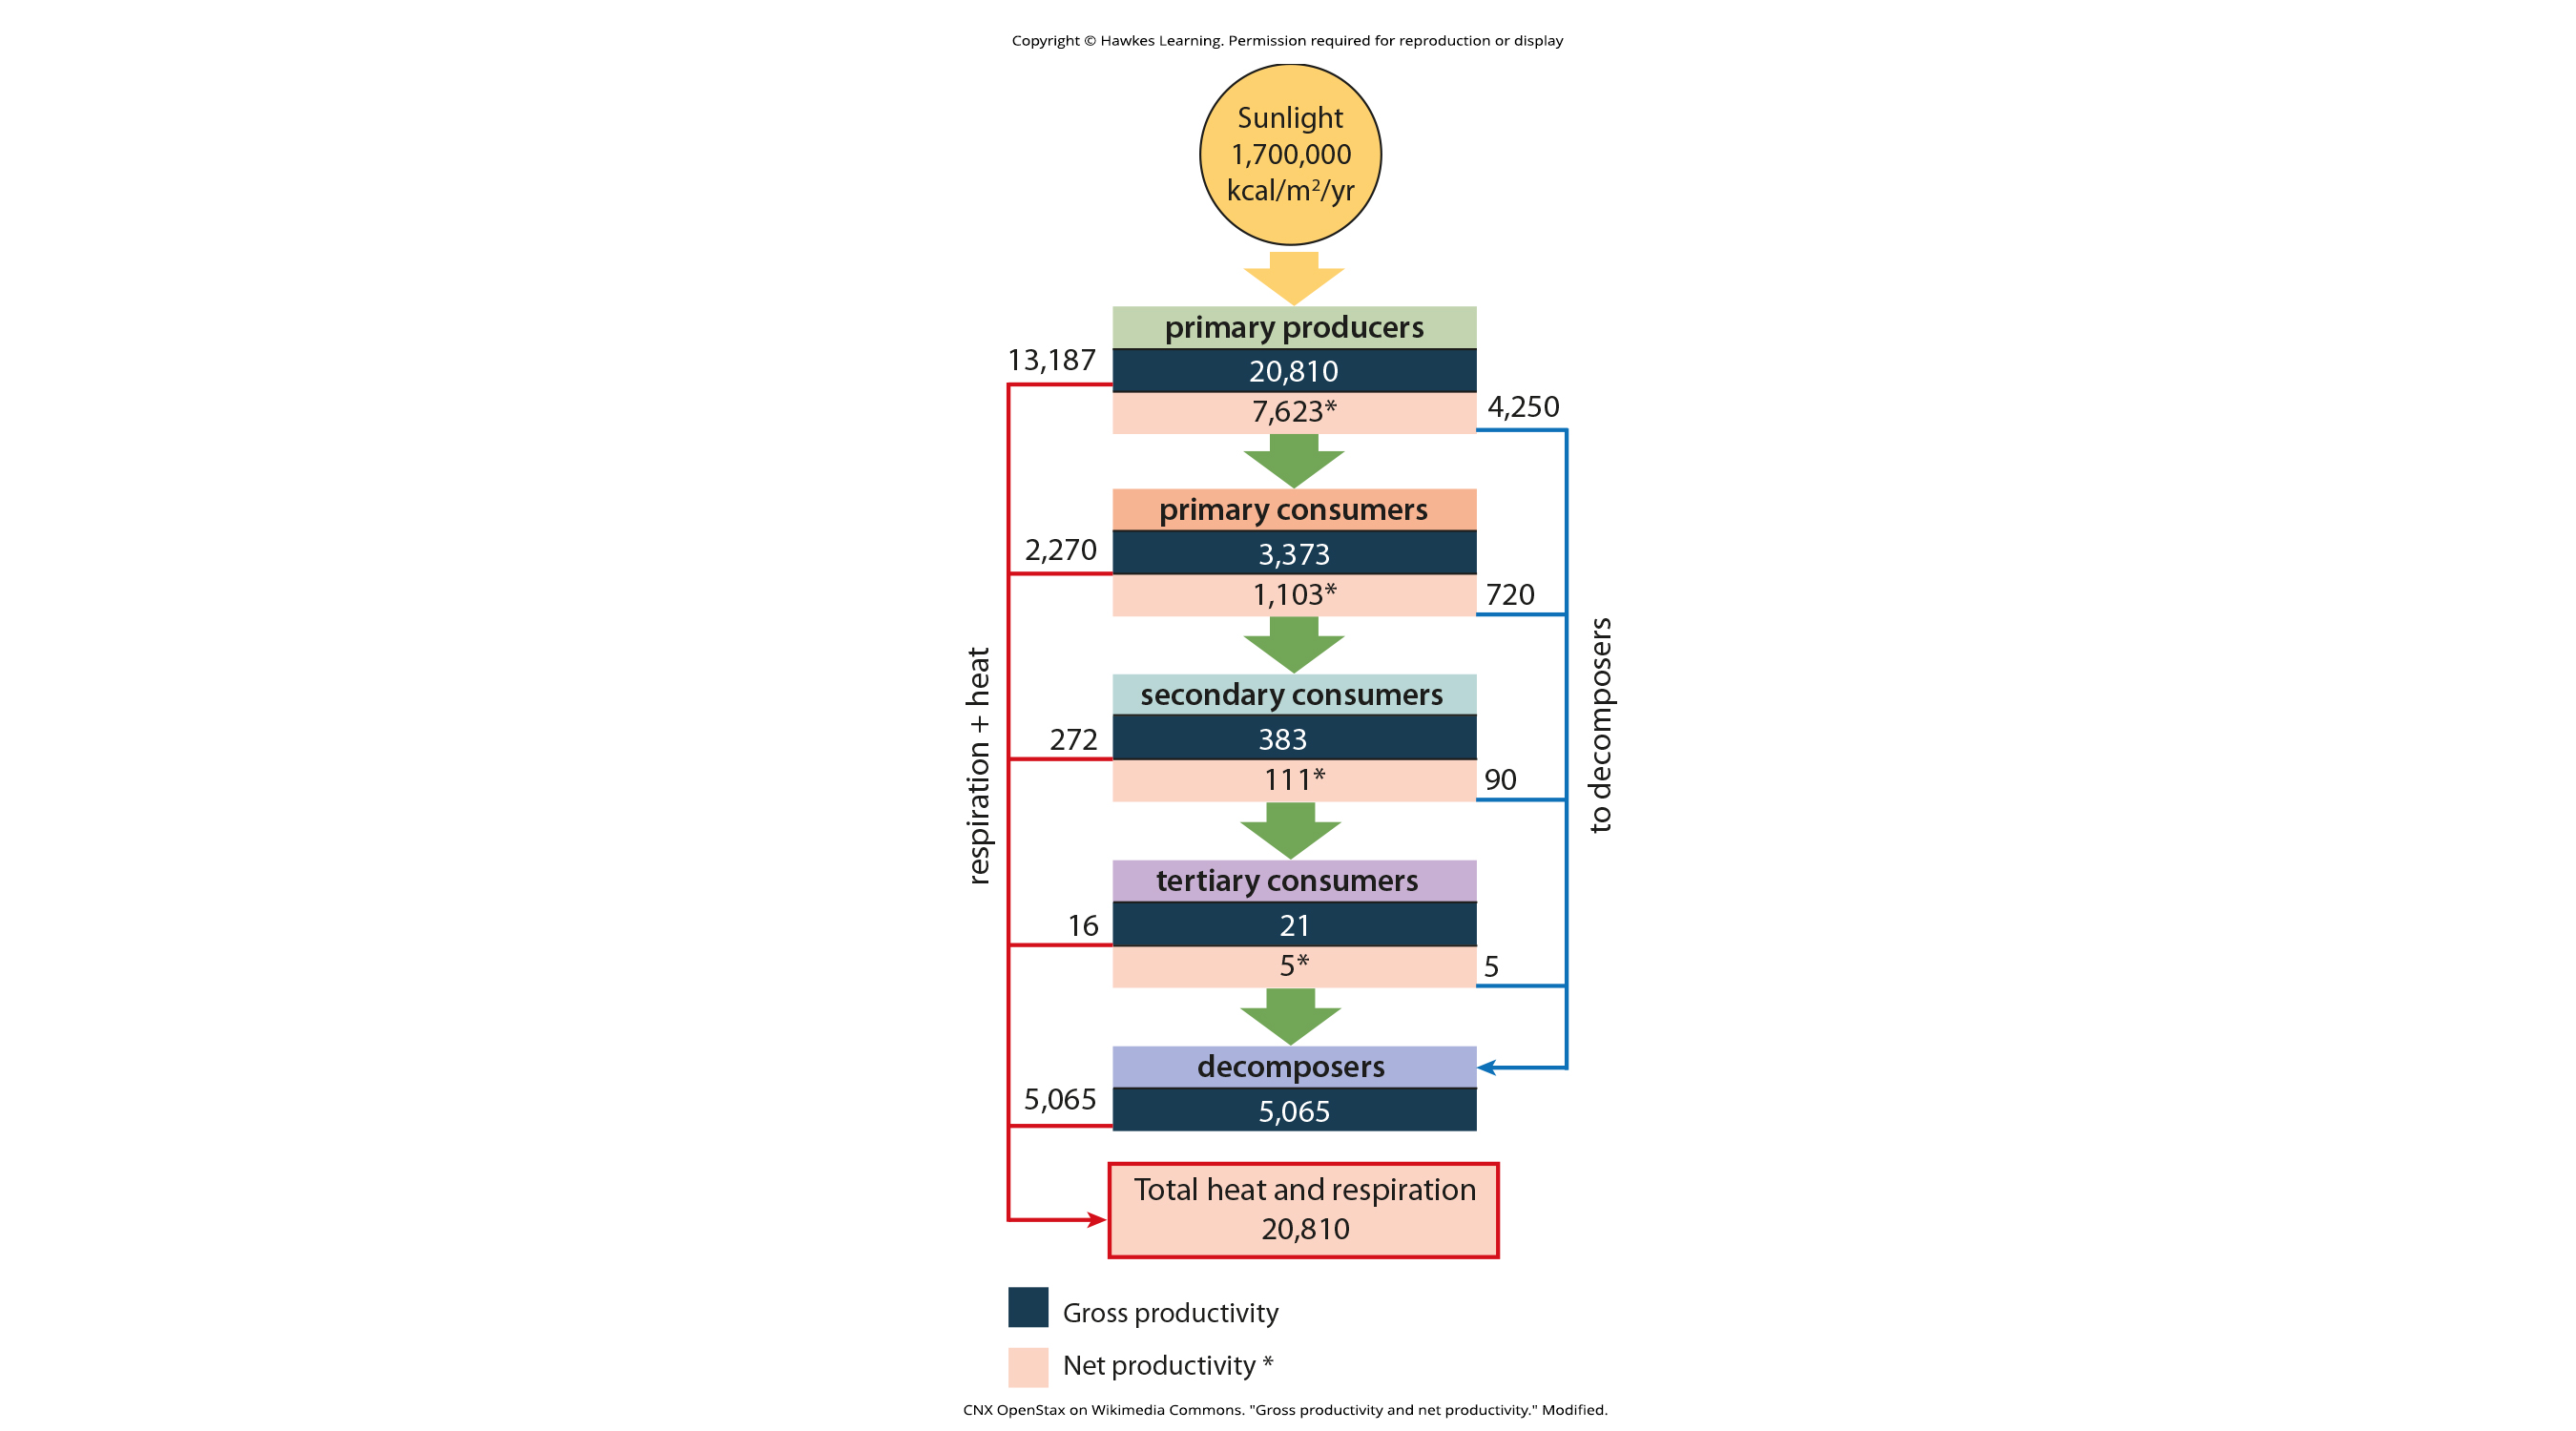 Copyright © Hawkes Learning. Permission required for reproduction or display
Sunlight
1,700,000
kcal/m²/yr
primary producers
13,187
20,810
7,623*
4,250
primary consumers
2,270
3,373
1,103*
720
secondary consumers
272
383
111*
90
tertiary consumers
16
21
5*
5
decomposers
5,065
5,065
respiration + heat
to decomposers
Total heat and respiration
20,810
Gross productivity
Net productivity *
CNX OpenStax on Wikimedia Commons. "Gross productivity and net productivity." Modified.